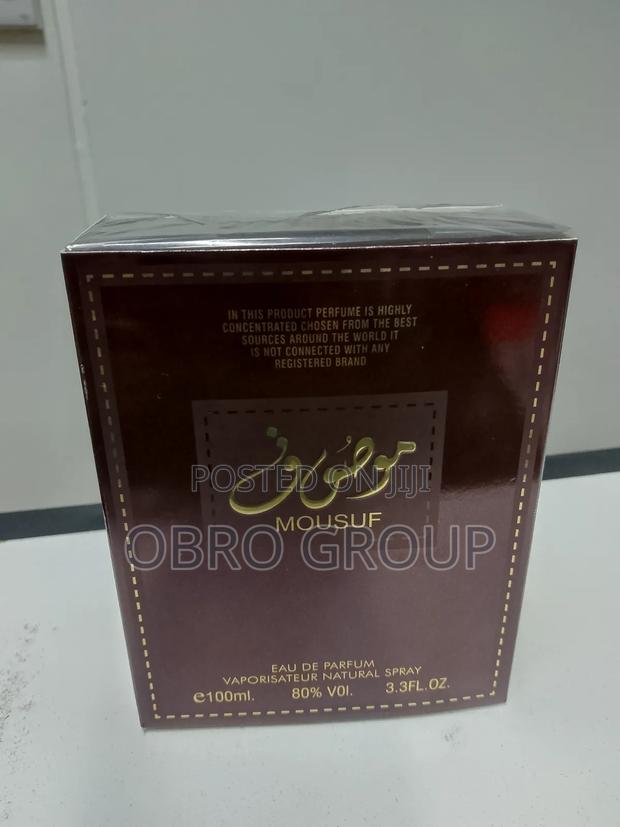 IN THIS PRODUCT PERFUME IS HIGHLY
CONCENTRATED CHOSEN FROM THE BEST
SOURCES AROUND THE WORLD IT
IS NOT CONNECTED WITH ANY
REGISTERED BRAND
موصوف
POSTED ON JIJI
MOUSUF
OBRO GROUP
EAU DE PARFUM
VAPORISATEUR NATURAL SPRAY
e100ml. 80% VOl. 3.3FL.OZ.